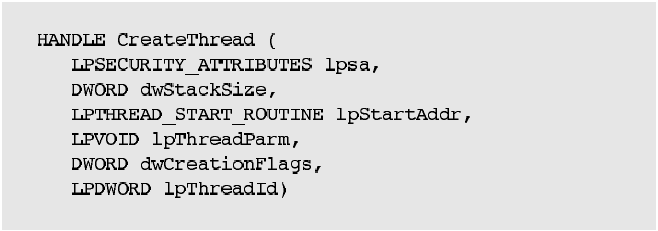 HANDLE CreateThread (
LPSECURITY_ATTRIBUTES lpsa,
DWORD dwStackSize,
LPTHREAD_START_ROUTINE lpStartAddr,
LPVOID lpThreadParm,
DWORD dwCreationFlags,
LPDWORD lpThreadId)